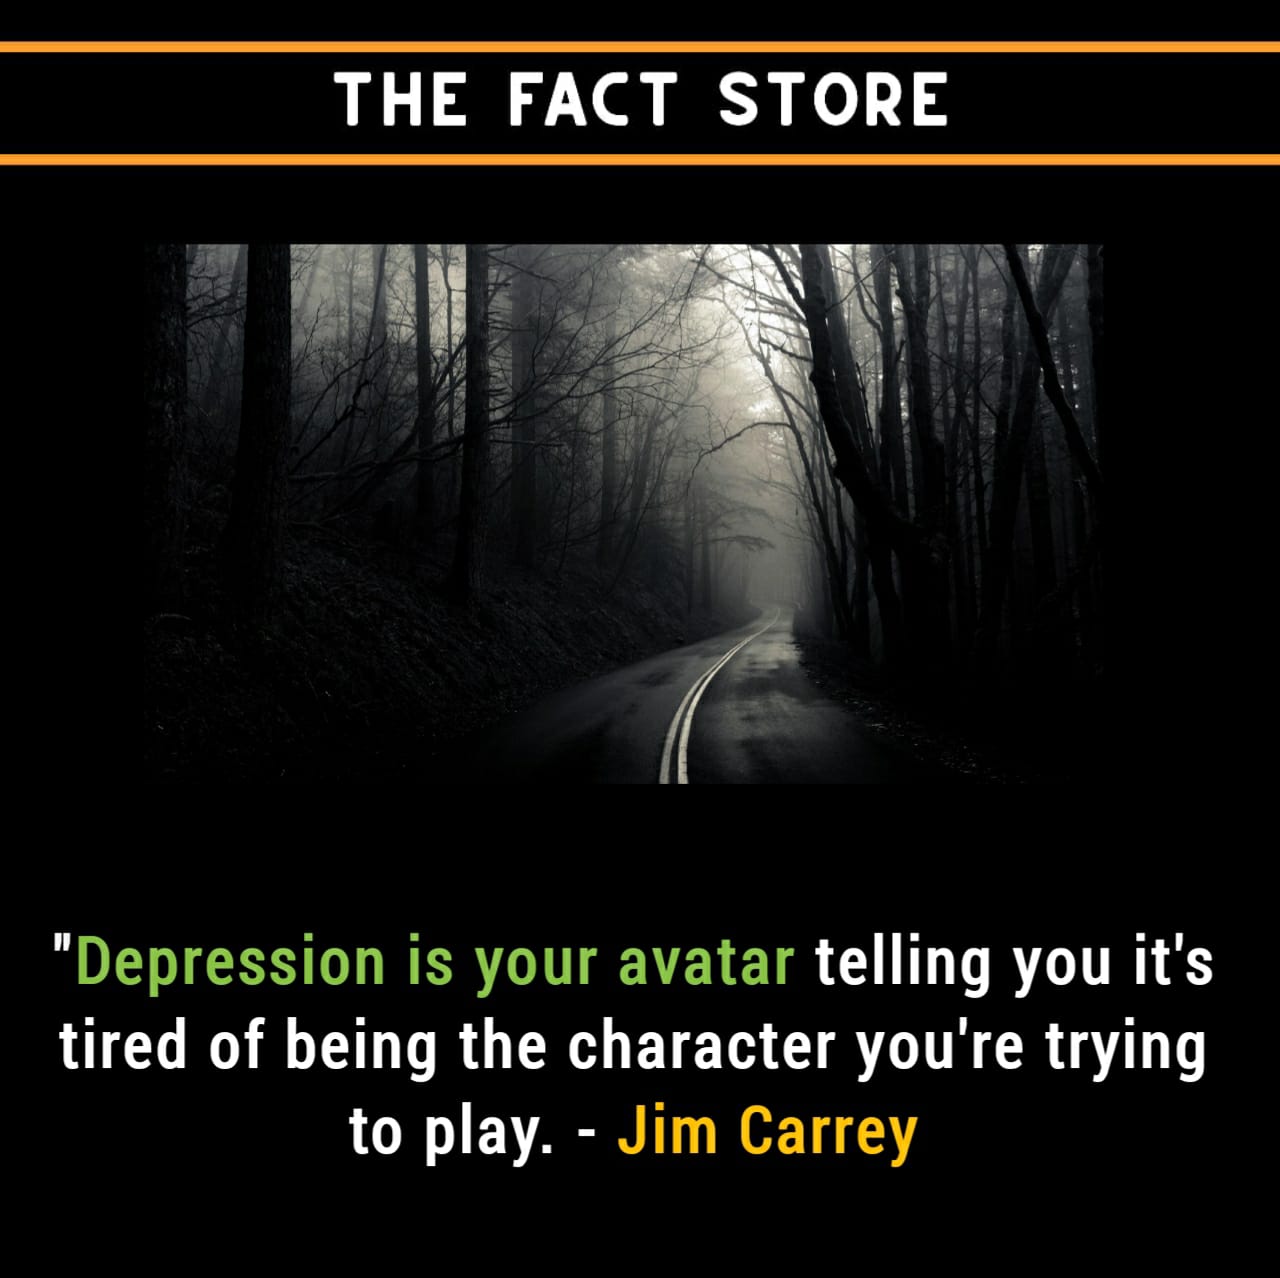 THE FACT STORE
"Depression is your avatar telling you it's
tired of being the character you're trying
to play. - Jim Carrey